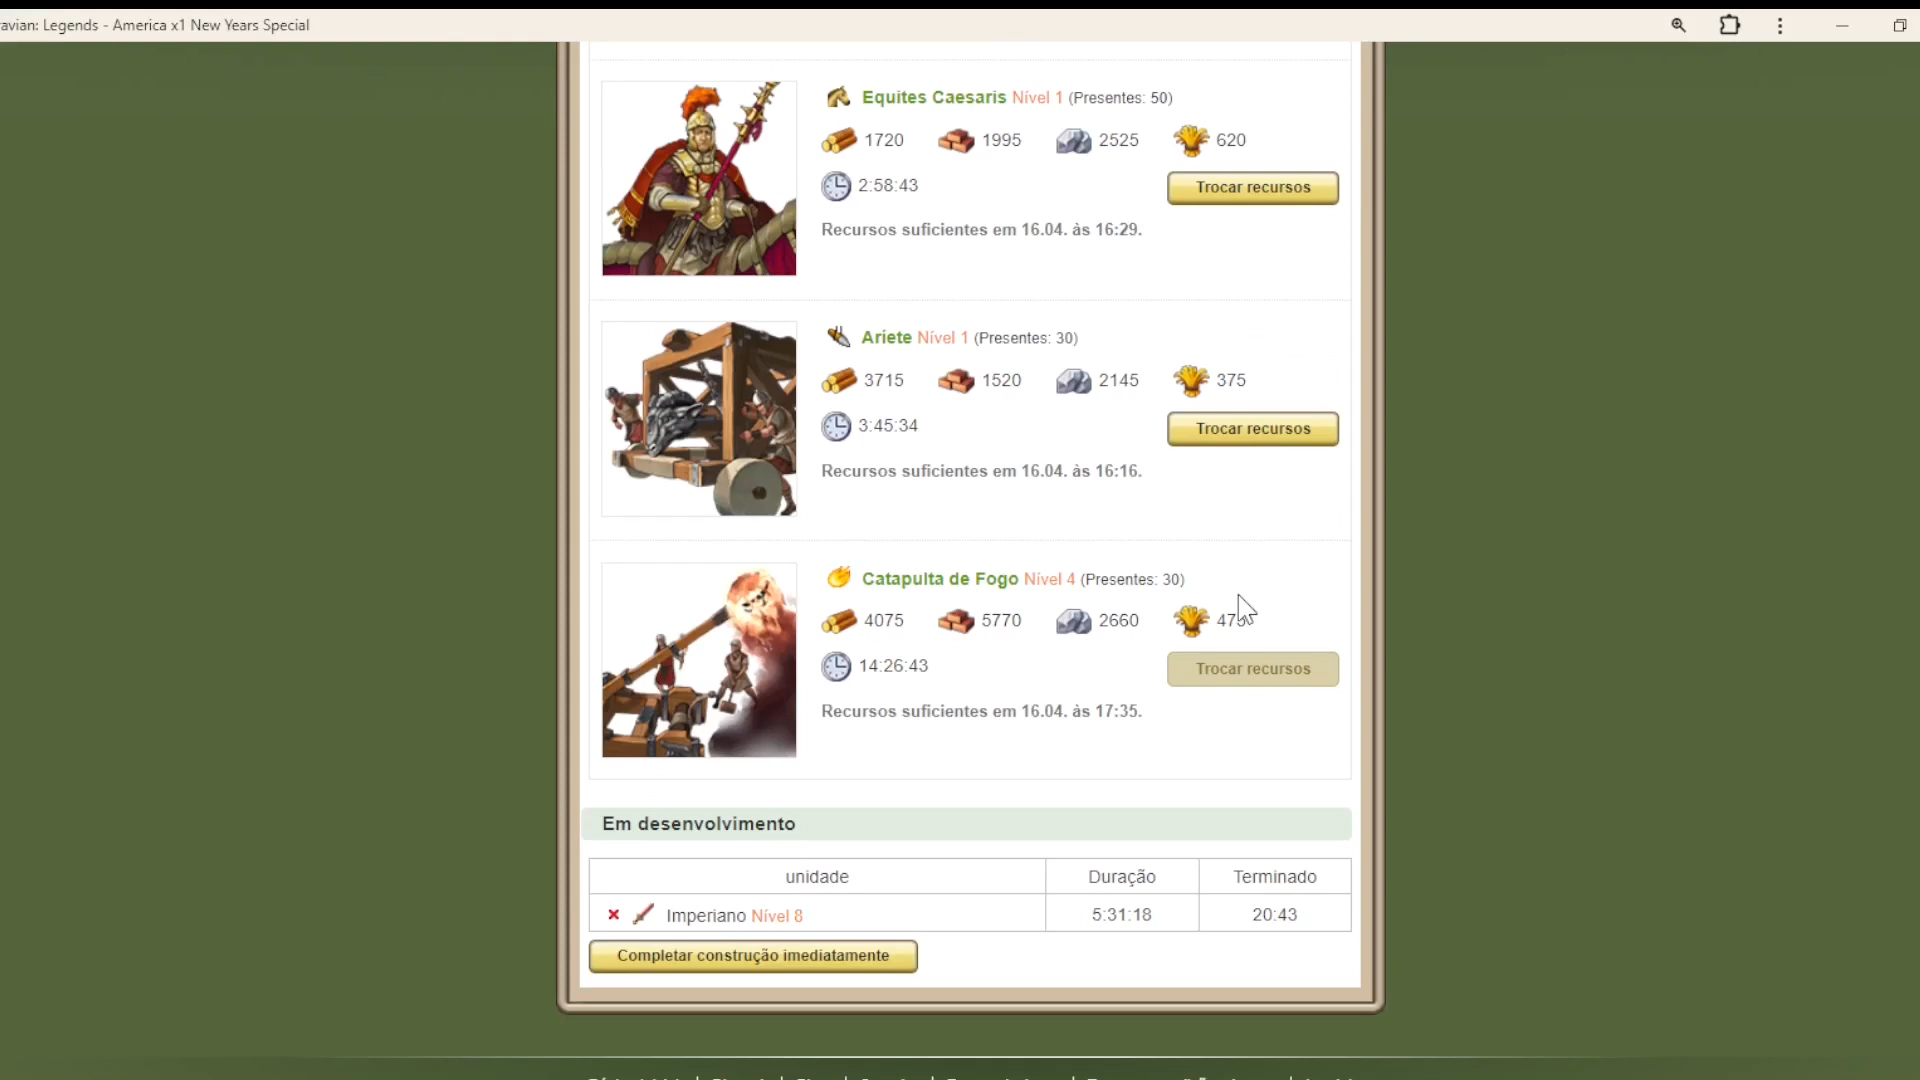 avian: Legends - America x1 New Years Special
Equites Caesaris Nível 1 (Presentes: 50)
1720 1995 2525 620
2:58:43 Trocar recursos
Recursos suficientes em 16.04. às 16:29.
Aríete Nível 1 (Presentes: 30)
3715 1520 2145 375
3:45:34 Trocar recursos
Recursos suficientes em 16.04. às 16:16.
Catapulta de Fogo Nível 4 (Presentes: 30)
4075 5770 2660
14:26:43 Trocar recursos
Recursos suficientes em 16.04. às 17:35.
Em desenvolvimento
unidade Duração Terminado
Imperiano Nível 8 5:31:18 20:43
Completar construção imediatamente